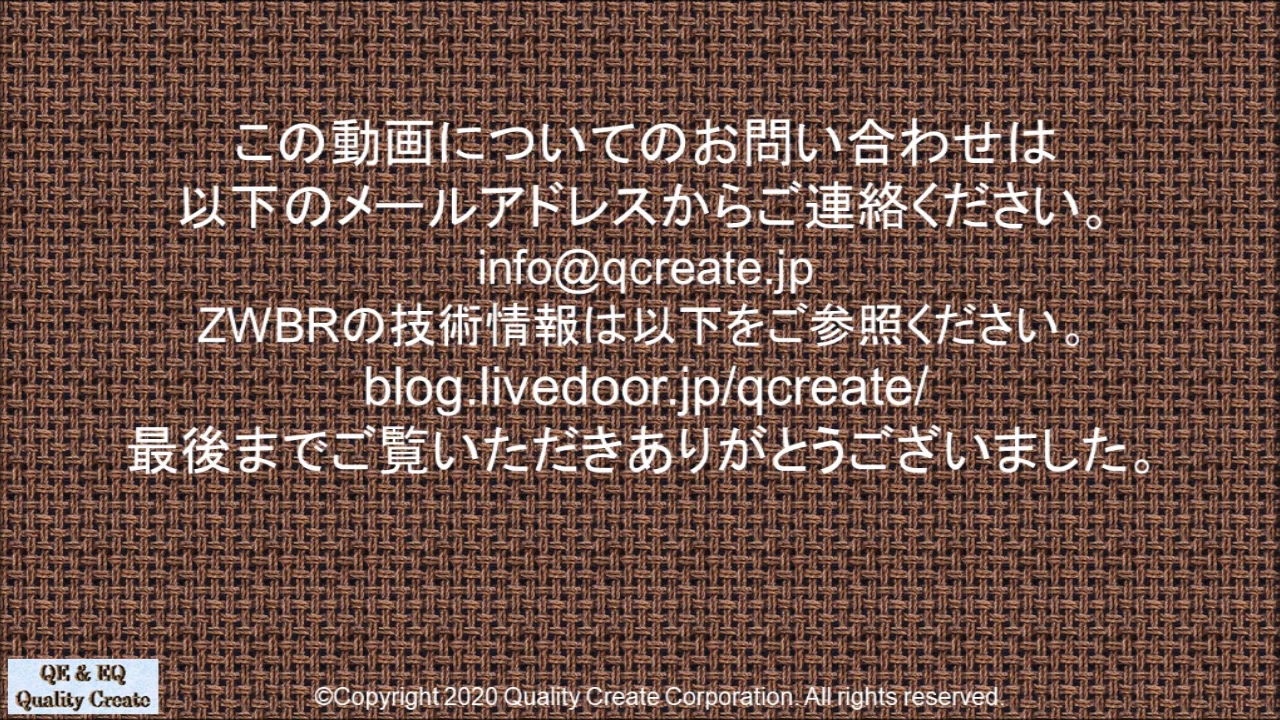 この動画についてのお問い合わせは
以下のメールアドレスからご連絡ください。
info@qcreate.jp
ZWBRの技術情報は以下をご参照ください。
blog.livedoor.jp/qcreate/
最後までご覧いただきありがとうございました。
QE & EQ
Quality Create
©Copyright 2020 Quality Create Corporation. All rights reserved.